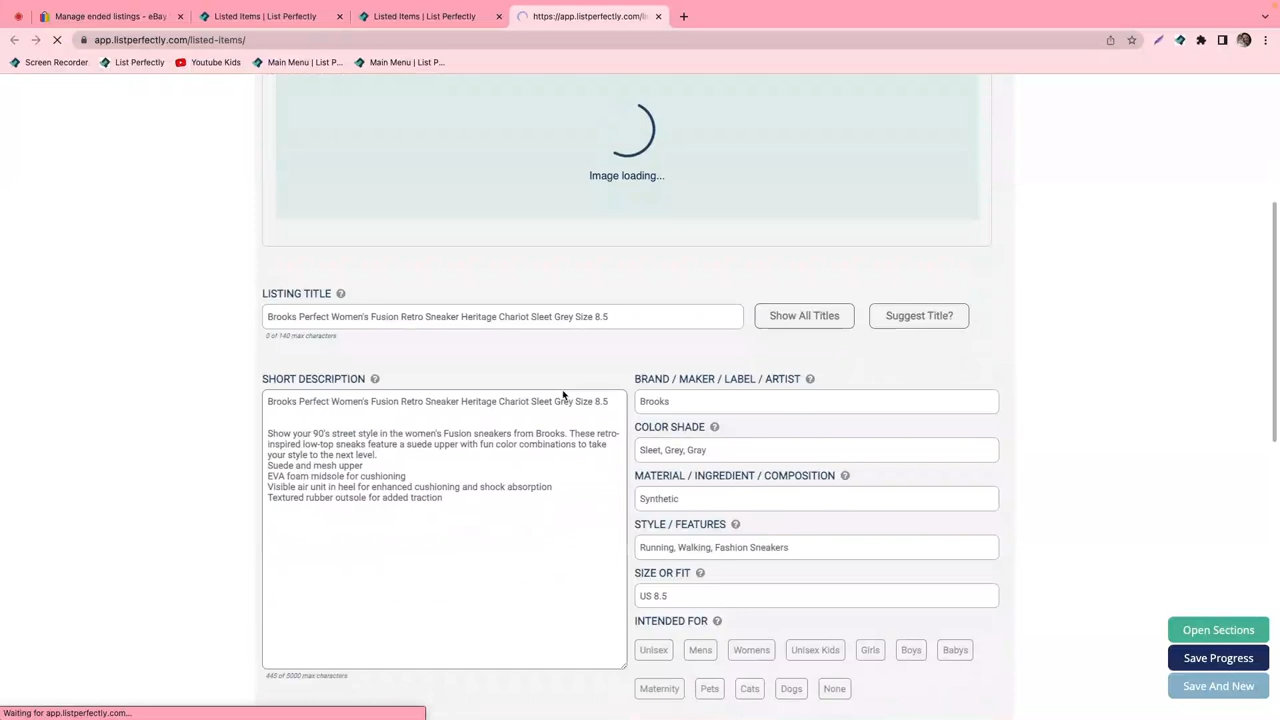 Manage ended listings - eBay
Listed Items | List Perfectly
Listed Items | List Perfectly
https://app.listperfectly.com/
app.listperfectly.com/listed-items/
Screen Recorder
List Perfectly
Youtube Kids
Main Menu | List P...
Main Menu | List P...
Image loading...
LISTING TITLE
Brooks Perfect Women's Fusion Retro Sneaker Heritage Chariot Sleet Grey Size 8.5
Show All Titles
Suggest Title?
0 of 140 max characters
SHORT DESCRIPTION
Brooks Perfect Women's Fusion Retro Sneaker Heritage Chariot Sleet Grey Size 8.5
Show your 90's street style in the women's Fusion sneakers from Brooks. These retro-
inspired low-top sneaks feature a suede upper with fun color combinations to take
your style to the next level.
Suede and mesh upper
EVA foam midsole for cushioning
Visible air unit in heel for enhanced cushioning and shock absorption
Textured rubber outsole for added traction
445 of 5000 max characters
BRAND / MAKER / LABEL / ARTIST
Brooks
COLOR SHADE
Sleet, Grey, Gray
MATERIAL / INGREDIENT / COMPOSITION
Synthetic
STYLE / FEATURES
Running, Walking, Fashion Sneakers
SIZE OR FIT
US 8.5
INTENDED FOR
Unisex
Mens
Womens
Unisex Kids
Girls
Boys
Babys
Maternity
Pets
Cats
Dogs
None
Open Sections
Save Progress
Save And New
Waiting for app.listperfectly.com...